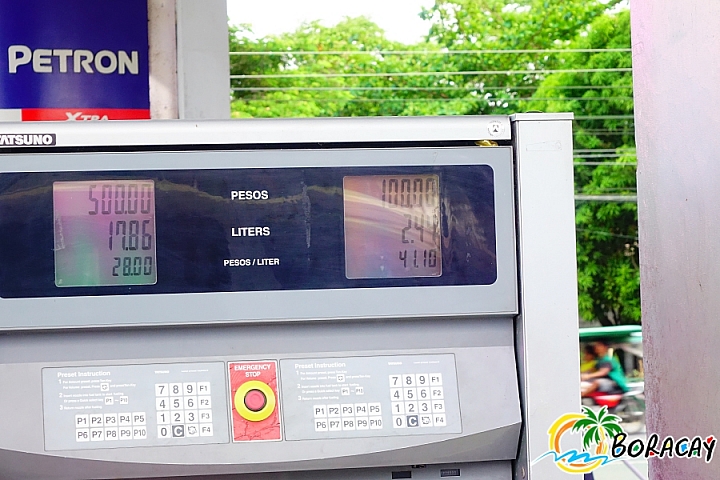 PETRON
XTRA
TATSUNO
500.00 PESOS 100.00
17.86 LITERS
28.00 PESOS / LITER 41.10
Preset Instruction
7 8 9 F1
4 5 6 F2
1 2 3 F3
0 C F4
P1 P2 P3 P4 P5
P6 P7 P8 P9 P10
EMERGENCY
STOP
Preset Instruction
7 8 9 F1
4 5 6 F2
1 2 3 F3
0 C F4
P1 P2 P3 P4 P5
P6 P7 P8 P9 P10
BORACAY